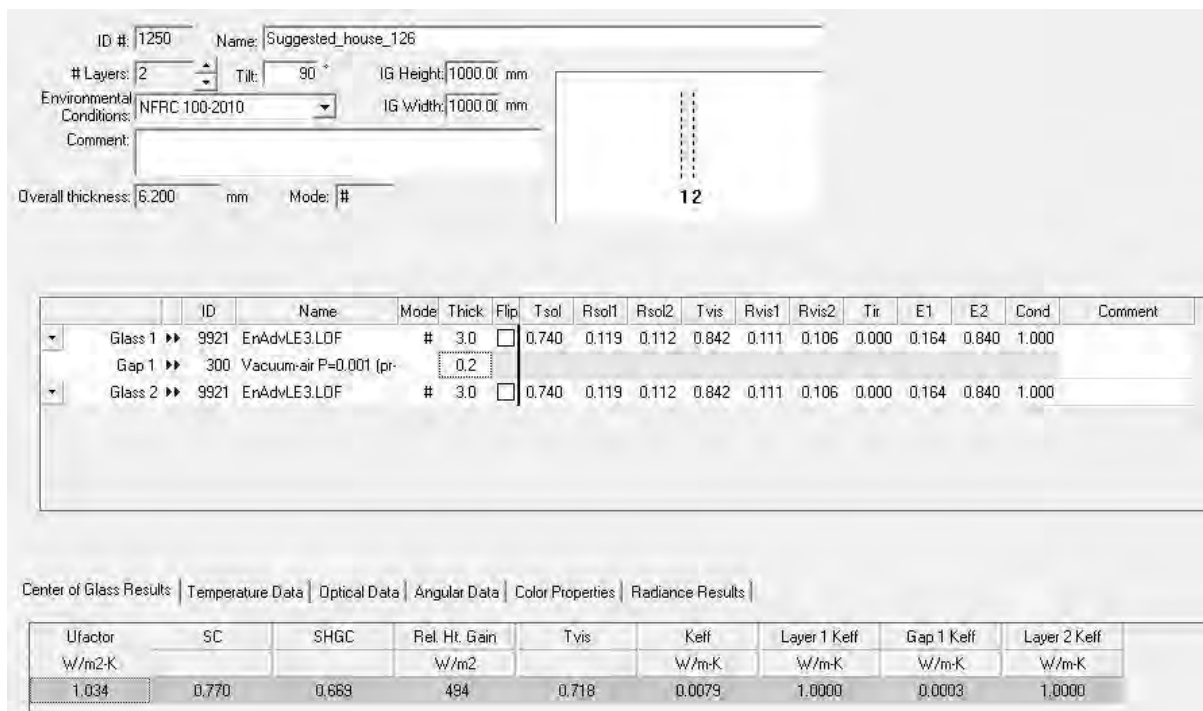 ID #: 1250 Name: Suggested_house_126
# Layers: 2 Tilt: 90 ° IG Height: 1000.00 mm
Environmental Conditions: NFRC 100-2010 IG Width: 1000.00 mm
Comment:
Overall thickness: 6.200 mm Mode: #
1 2
ID Name Mode Thick Flip Tsol Rsol1 Rsol2 Tvis Rvis1 Rvis2 Tir E1 E2 Cond Comment
Glass 1 ▸▸ 9921 EnAdvLE3.LOF # 3.0 0.740 0.119 0.112 0.842 0.111 0.106 0.000 0.164 0.840 1.000
Gap 1 ▸▸ 300 Vacuum-air P=0.001 (pr- 0.2
Glass 2 ▸▸ 9921 EnAdvLE3.LOF # 3.0 0.740 0.119 0.112 0.842 0.111 0.106 0.000 0.164 0.840 1.000
Center of Glass Results | Temperature Data | Optical Data | Angular Data | Color Properties | Radiance Results |
Ufactor SC SHGC Rel. Ht. Gain Tvis Keff Layer 1 Keff Gap 1 Keff Layer 2 Keff
W/m2-K W/m2 W/m-K W/m-K W/m-K W/m-K
1.034 0.770 0.669 494 0.718 0.0079 1.0000 0.0003 1.0000